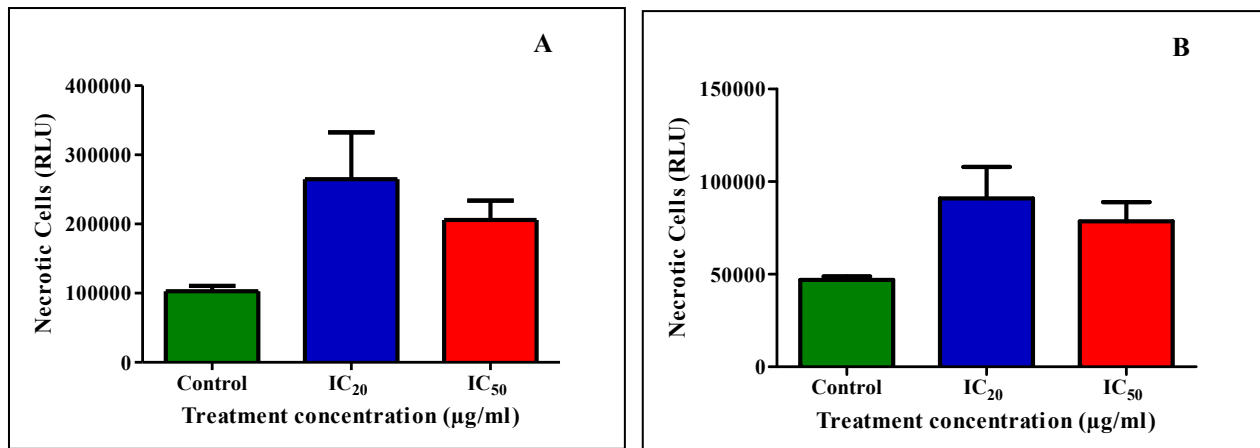 A
Necrotic Cells (RLU)
400000
300000
200000
100000
0
Control IC₂₀ IC₅₀
Treatment concentration (µg/ml)
B
Necrotic Cells (RLU)
150000
100000
50000
0
Control IC₂₀ IC₅₀
Treatment concentration (µg/ml)